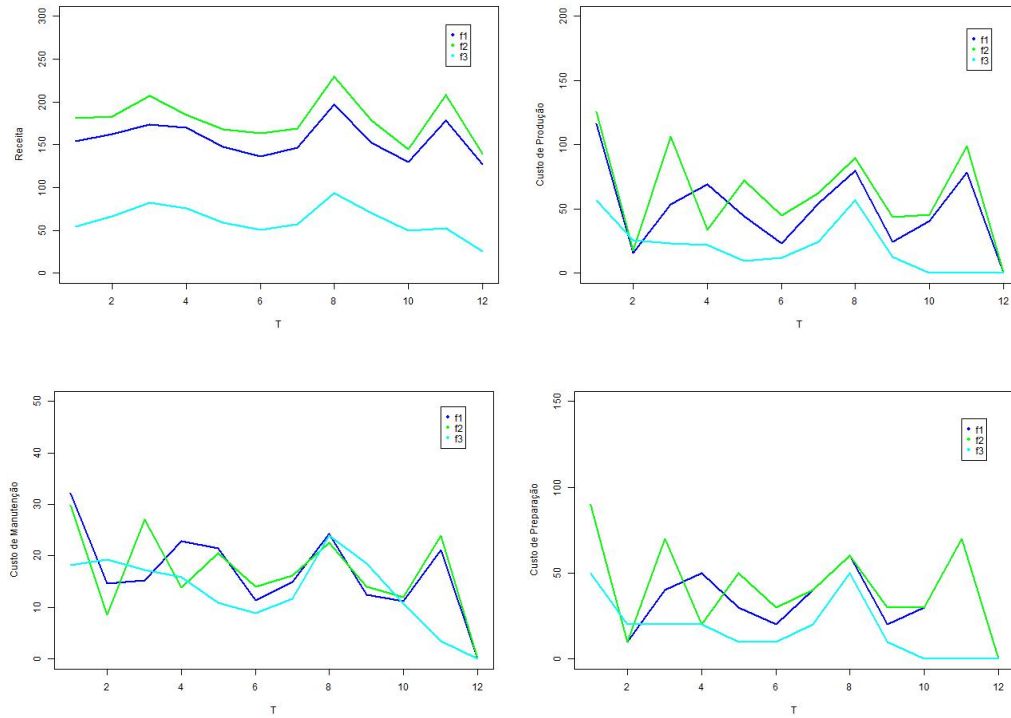 Receita
300
250
200
150
100
50
0
f1
f2
f3
2 4 6 8 10 12
T
Custo de Produção
200
150
100
50
0
f1
f2
f3
2 4 6 8 10 12
T
Custo de Manutenção
50
40
30
20
10
0
f1
f2
f3
2 4 6 8 10 12
T
Custo de Preparação
150
100
50
0
f1
f2
f3
2 4 6 8 10 12
T